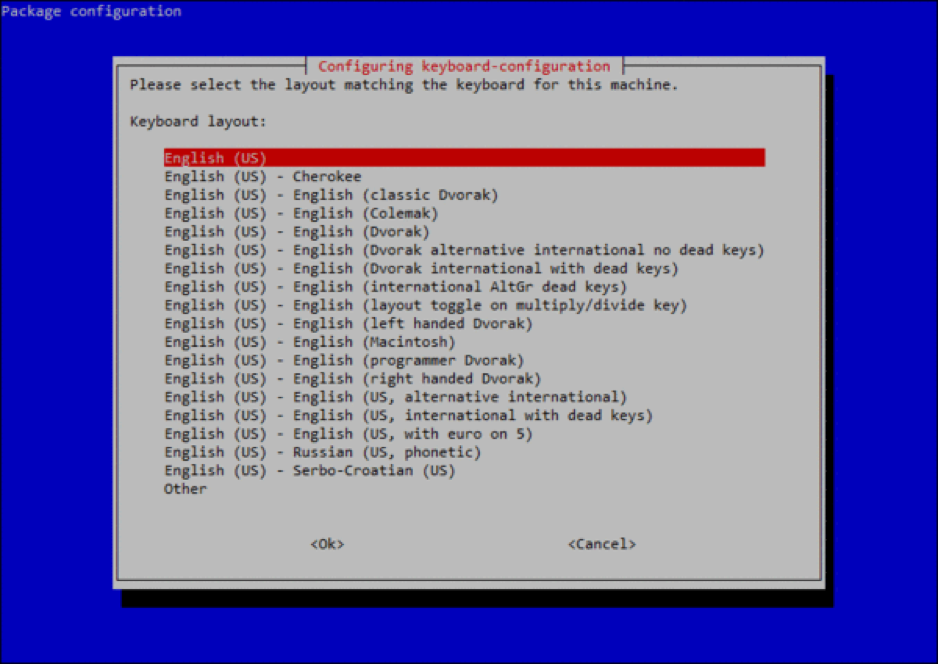 Package configuration
Configuring keyboard-configuration
Please select the layout matching the keyboard for this machine.
Keyboard layout:
English (US)
English (US) - Cherokee
English (US) - English (classic Dvorak)
English (US) - English (Colemak)
English (US) - English (Dvorak)
English (US) - English (Dvorak alternative international no dead keys)
English (US) - English (Dvorak international with dead keys)
English (US) - English (international AltGr dead keys)
English (US) - English (layout toggle on multiply/divide key)
English (US) - English (left handed Dvorak)
English (US) - English (Macintosh)
English (US) - English (programmer Dvorak)
English (US) - English (right handed Dvorak)
English (US) - English (US, alternative international)
English (US) - English (US, international with dead keys)
English (US) - English (US, with euro on 5)
English (US) - Russian (US, phonetic)
English (US) - Serbo-Croatian (US)
Other
<Ok> <Cancel>